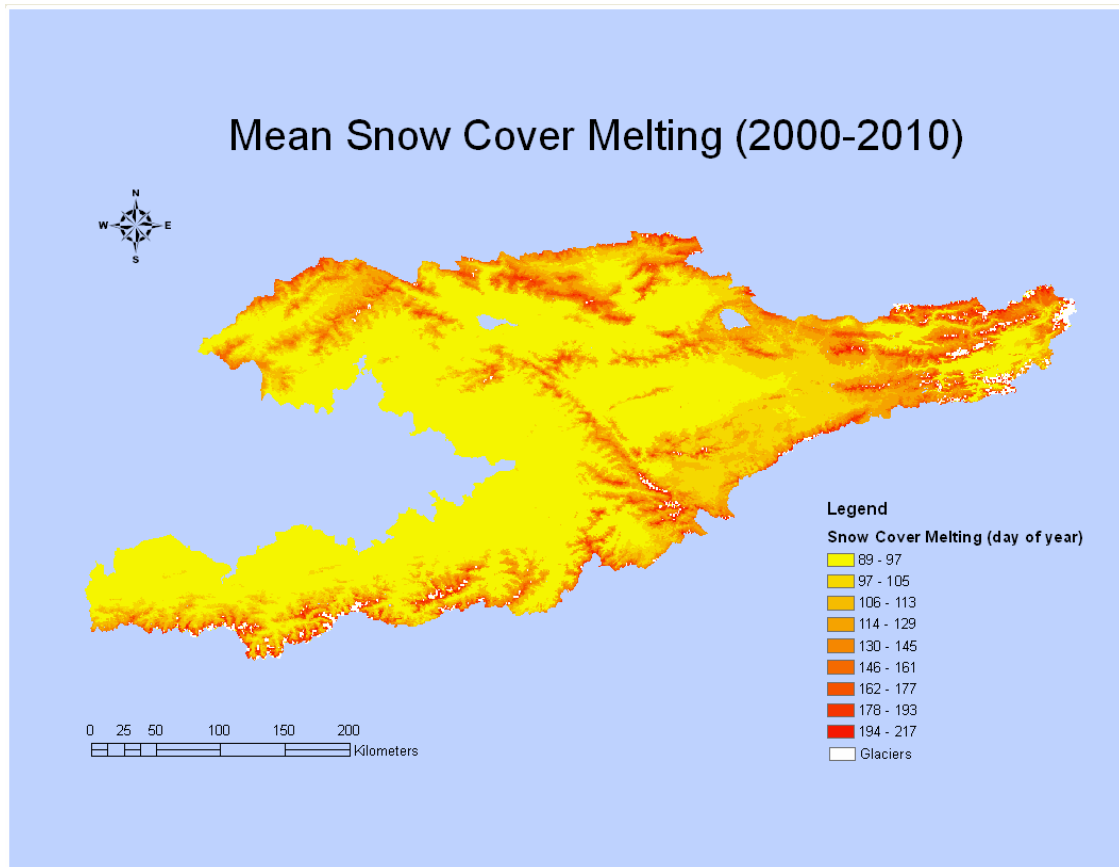 Mean Snow Cover Melting (2000-2010)
N
W E
S
Legend
Snow Cover Melting (day of year)
89 - 97
97 - 105
106 - 113
114 - 129
130 - 145
146 - 161
162 - 177
178 - 193
194 - 217
Glaciers
0 25 50 100 150 200
Kilometers